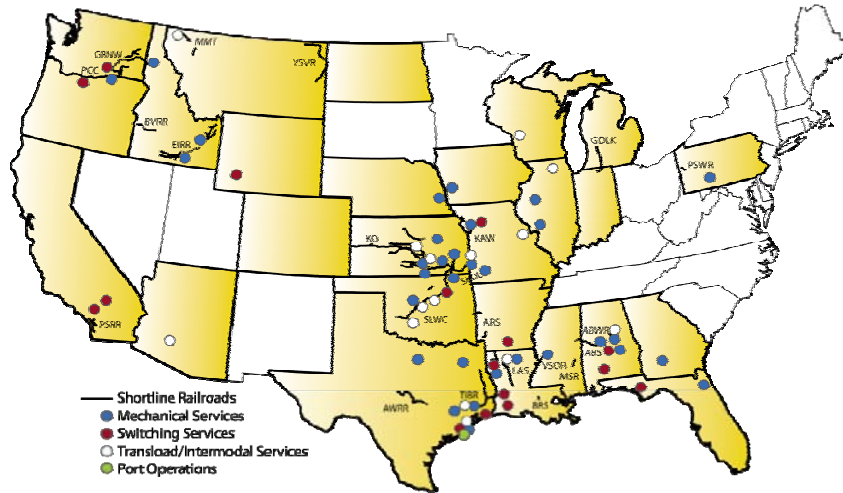 GRNW
MMT
PCC
YSVR
BVRR
EIRR
GDLK
PSWR
KO
KAW
PSRR
SLWC
ARS
ABWR
ABS
LAS
VSOR
MSR
AWRR
TIBR
BRS
Shortline Railroads
Mechanical Services
Switching Services
Transload/Intermodal Services
Port Operations